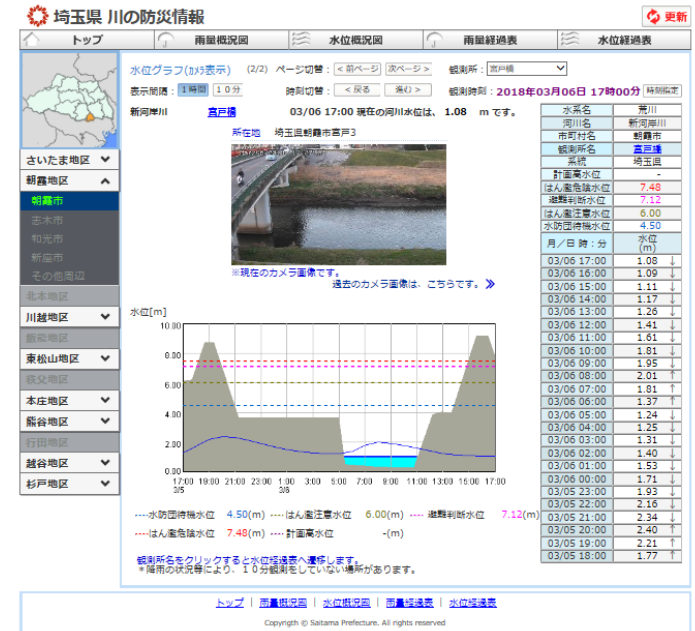 埼玉県 川の防災情報
更新
トップ
雨量概況図
水位概況図
雨量経過表
水位経過表
水位グラフ(ｶﾒﾗ表示) (2/2) ページ切替： <前ページ 次ページ> 観測所： 宮戸橋
表示間隔： 1時間 10分 時刻切替： <戻る 進む> 観測時刻：2018年03月06日 17時00分 時刻指定
新河岸川 宮戸橋 03/06 17:00 現在の河川水位は、 1.08 m です。
所在地 埼玉県朝霞市宮戸3
※現在のカメラ画像です。
過去のカメラ画像は、こちらです。
さいたま地区
朝霞地区
朝霞市
志木市
和光市
新座市
その他周辺
北本地区
川越地区
飯能地区
東松山地区
秩父地区
本庄地区
熊谷地区
行田地区
越谷地区
杉戸地区
水系名 荒川
河川名 新河岸川
市町村名 朝霞市
観測所名 宮戸橋
系統 埼玉県
計画高水位 -
はん濫危険水位 7.48
避難判断水位 7.12
はん濫注意水位 6.00
水防団待機水位 4.50
月／日 時：分 水位(m)
03/06 17:00 1.08 ↓
03/06 16:00 1.09 ↓
03/06 15:00 1.11 ↓
03/06 14:00 1.17 ↓
03/06 13:00 1.26 ↓
03/06 12:00 1.41 ↓
03/06 11:00 1.61 ↓
03/06 10:00 1.81 ↓
03/06 09:00 1.95 ↓
03/06 08:00 2.01 ↑
03/06 07:00 1.81 ↑
03/06 06:00 1.37 ↑
03/06 05:00 1.24 ↓
03/06 04:00 1.25 ↓
03/06 03:00 1.31 ↓
03/06 02:00 1.40 ↓
03/06 01:00 1.53 ↓
03/06 00:00 1.71 ↓
03/05 23:00 1.93 ↓
03/05 22:00 2.16 ↓
03/05 21:00 2.34 ↓
03/05 20:00 2.40 ↑
03/05 19:00 2.21 ↑
03/05 18:00 1.77 ↑
水位[m]
10.00
8.00
6.00
4.00
2.00
0.00
17:00 19:00 21:00 23:00 1:00 3:00 5:00 7:00 9:00 11:00 13:00 15:00 17:00
3/5 3/6
----水防団待機水位 4.50(m) ----はん濫注意水位 6.00(m) ---- 避難判断水位 7.12(m)
----はん濫危険水位 7.48(m) ----計画高水位 -(m)
観測所名をクリックすると水位経過表へ遷移します。
*降雨の状況等により、10分観測をしていない場所があります。
トップ | 雨量概況図 | 水位概況図 | 雨量経過表 | 水位経過表
Copyrigth © Saitama Prefecture. All rights reserved